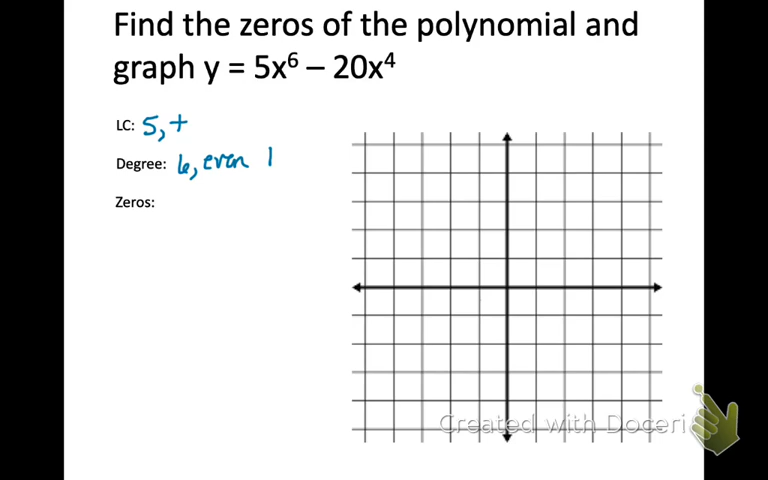 Find the zeros of the polynomial and
graph y = 5x⁶ – 20x⁴
LC: 5, +
Degree: 6, even |
Zeros:
Created with Doceri